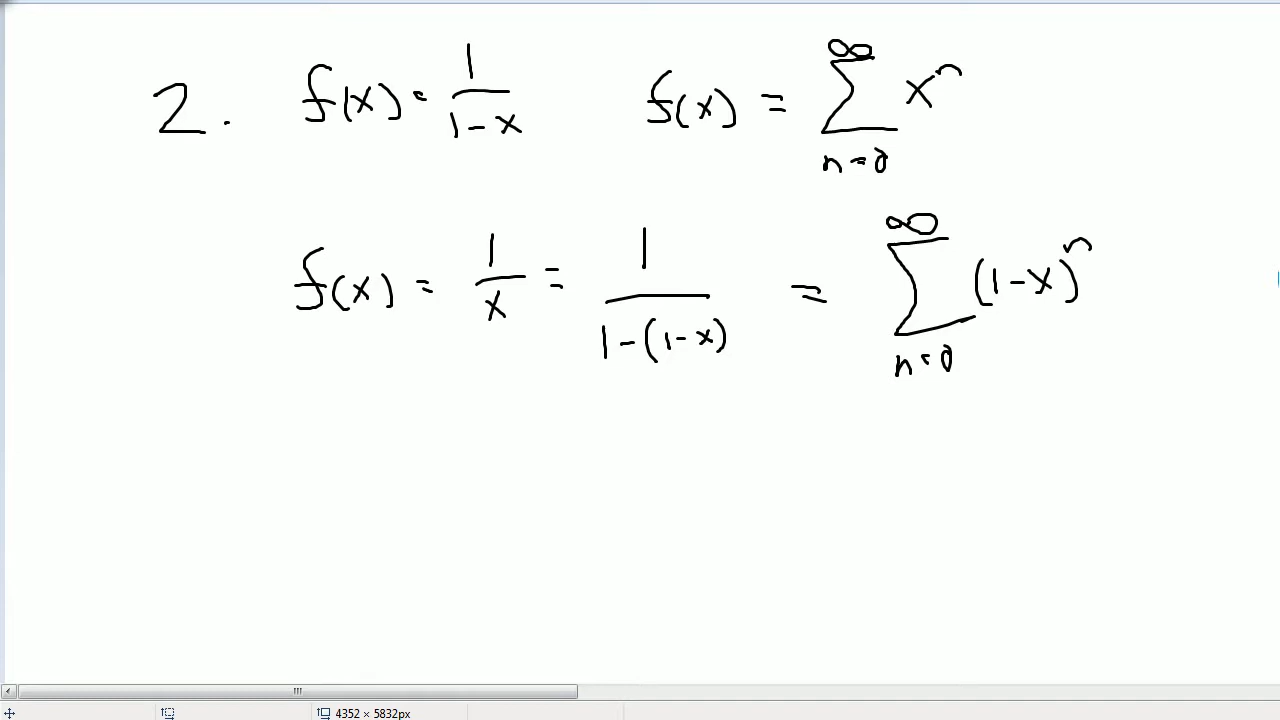 2. f(x) = 1/(1-x) f(x) = ∑_{n=0}^{∞} x^n
f(x) = 1/x = 1/(1-(1-x)) = ∑_{n=0}^{∞} (1-x)^n
4352 × 5832px